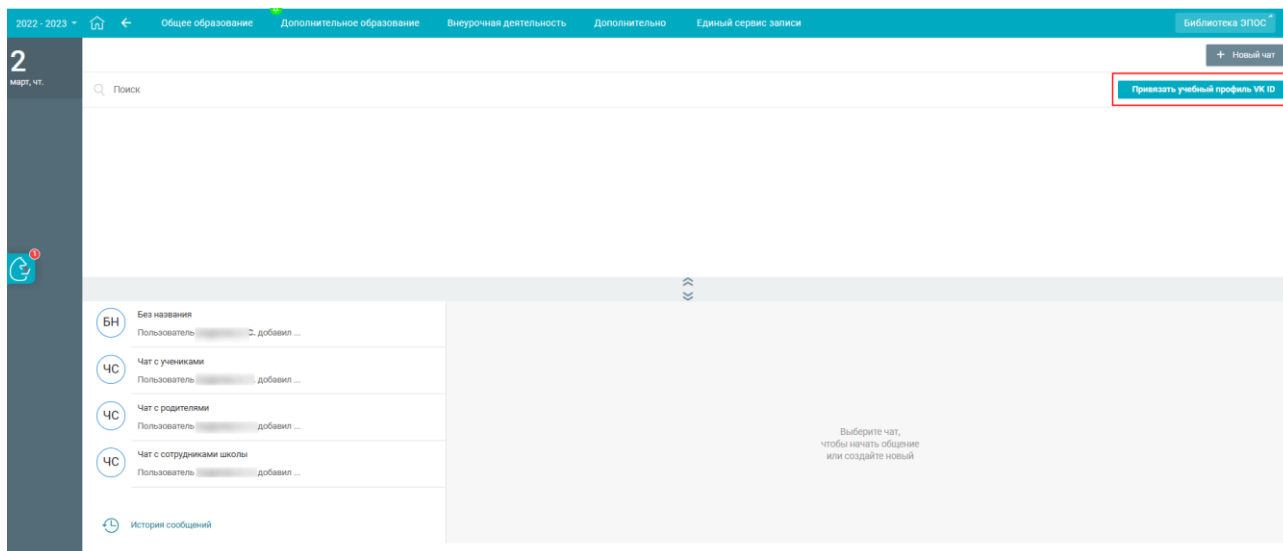 2022 - 2023 Общее образование Дополнительное образование Внеурочная деятельность Дополнительно Единый сервис записи Библиотека ЭПОС
2
март, чт.
+ Новый чат
Поиск
Привязать учебный профиль VK ID
1
БН
Без названия
Пользователь С. добавил ...
ЧС
Чат с учениками
Пользователь . добавил ...
ЧС
Чат с родителями
Пользователь добавил ...
ЧС
Чат с сотрудниками школы
Пользователь добавил ...
История сообщений
Выберите чат,
чтобы начать общение
или создайте новый